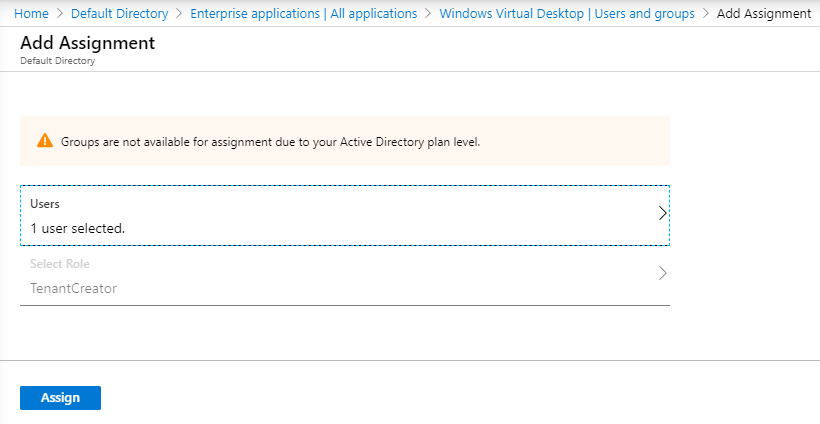 Home > Default Directory > Enterprise applications | All applications > Windows Virtual Desktop | Users and groups > Add Assignment
Add Assignment
Default Directory
Groups are not available for assignment due to your Active Directory plan level.
Users
1 user selected.
Select Role
TenantCreator
Assign